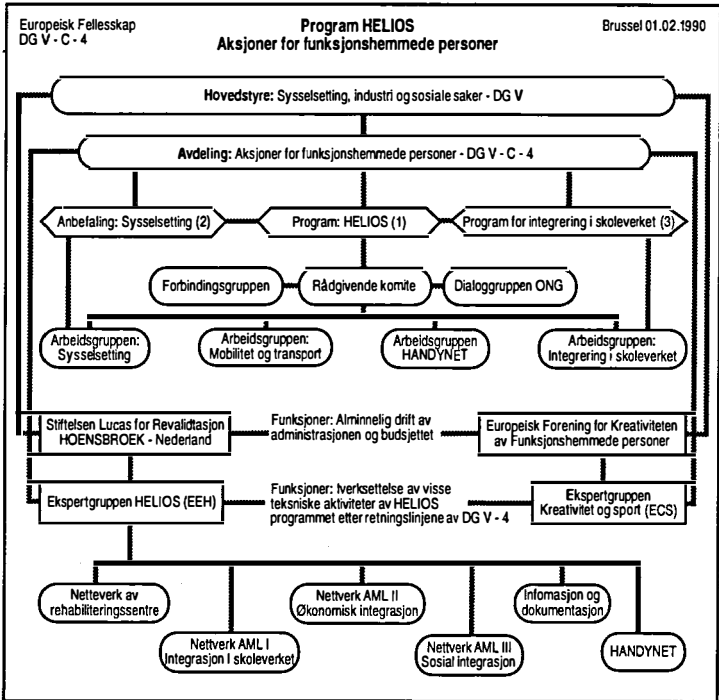 Europeisk Fellesskap
DG V - C - 4
Program HELIOS
Aksjoner for funksjonshemmede personer
Brussel 01.02.1990
Hovedstyre: Sysselsetting, industri og sosiale saker - DG V
Avdeling: Aksjoner for funksjonshemmede personer - DG V - C - 4
Anbefaling: Sysselsetting (2)
Program: HELIOS (1)
Program for integrering i skoleverket (3)
Forbindingsgruppen
Rådgivende komite
Dialoggruppen ONG
Arbeidsgruppen:
Sysselsetting
Arbeidsgruppen:
Mobilitet og transport
Arbeidsgruppen
HANDYNET
Arbeidsgruppen:
Integrering i skoleverket
Stiftelsen Lucas for Revalidtasjon
HOENSBROEK - Nederland
Funksjoner: Alminnelig drift av
administrasjonen og budsjettet
Europeisk Forening for Kreativiteten
av Funksjonshemmede personer
Ekspertgruppen HELIOS (EEH)
Funksjoner: Iverksettelse av visse
teksniske aktiviteter av HELIOS
programmet etter retningslinjene av DG V - 4
Ekspertgruppen
Kreativitet og sport (ECS)
Netteverk av
rehabiliteringssentre
Nettverk AML I
Integrasjon I skoleverket
Nettverk AML II
Økonomisk integrasjon
Nettverk AML III
Sosial integrasjon
Infomasjon og
dokumentasjon
HANDYNET